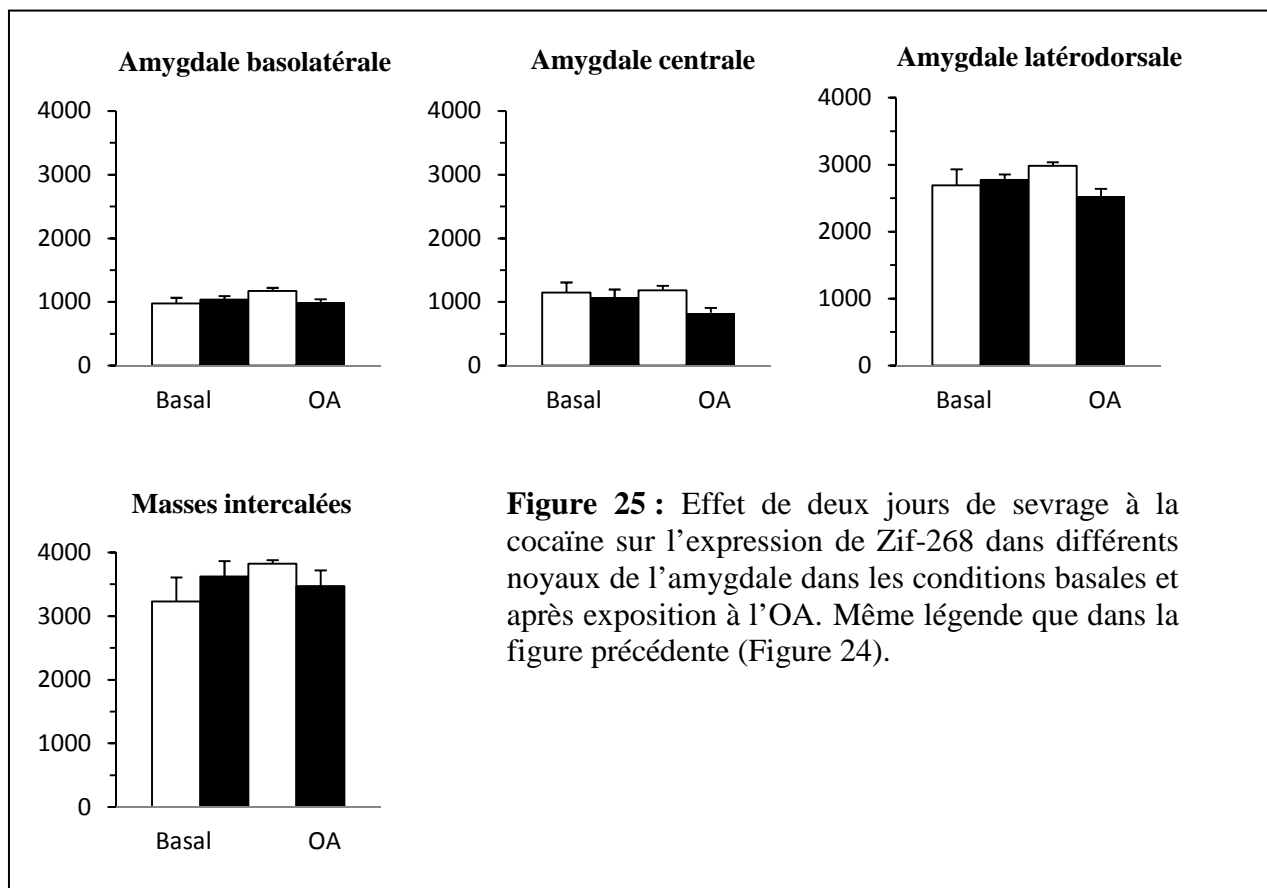 Amygdale basolatérale
4000
3000
2000
1000
0
Basal OA
Amygdale centrale
4000
3000
2000
1000
0
Basal OA
Amygdale latérodorsale
4000
3000
2000
1000
0
Basal OA
Masses intercalées
4000
3000
2000
1000
0
Basal OA
Figure 25 : Effet de deux jours de sevrage à la
cocaïne sur l’expression de Zif-268 dans différents
noyaux de l’amygdale dans les conditions basales et
après exposition à l’OA. Même légende que dans la
figure précédente (Figure 24).